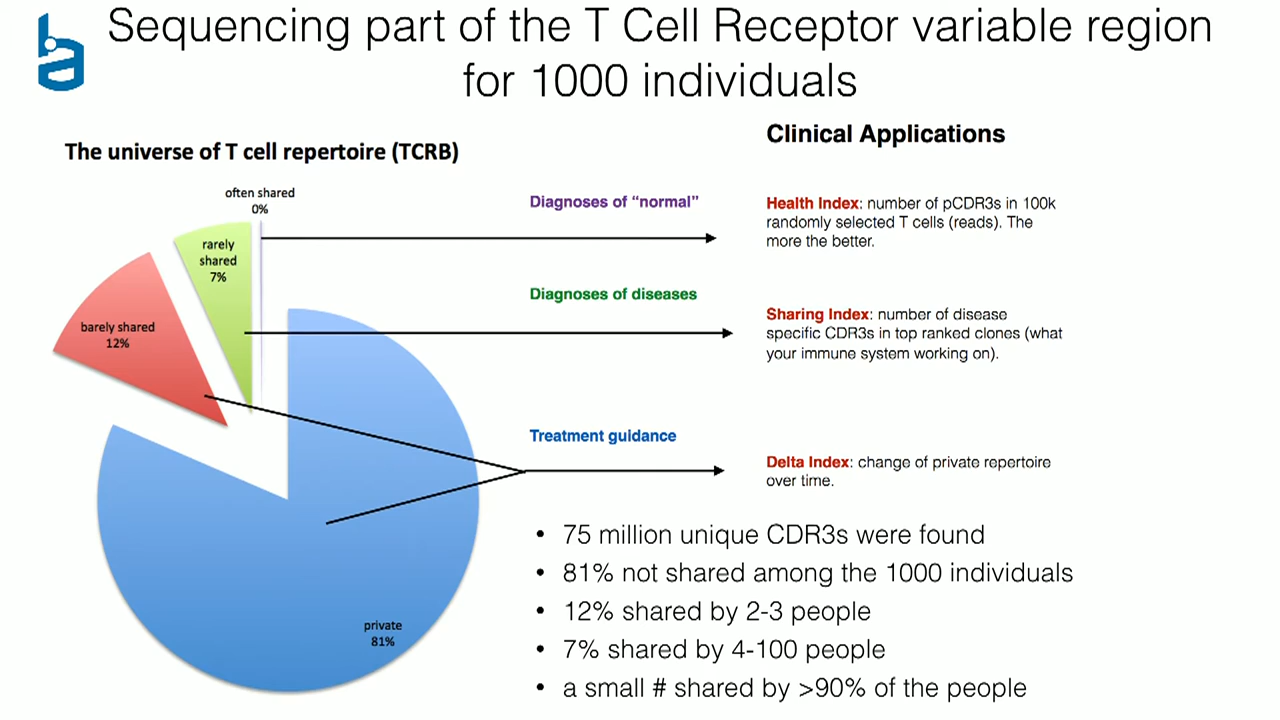 Sequencing part of the T Cell Receptor variable region
for 1000 individuals
The universe of T cell repertoire (TCRB)
often shared
0%
rarely
shared
7%
barely shared
12%
private
81%
Diagnoses of “normal”
Diagnoses of diseases
Treatment guidance
Clinical Applications
Health Index: number of pCDR3s in 100k
randomly selected T cells (reads). The
more the better.
Sharing Index: number of disease
specific CDR3s in top ranked clones (what
your immune system working on).
Delta Index: change of private repertoire
over time.
• 75 million unique CDR3s were found
• 81% not shared among the 1000 individuals
• 12% shared by 2-3 people
• 7% shared by 4-100 people
• a small # shared by >90% of the people